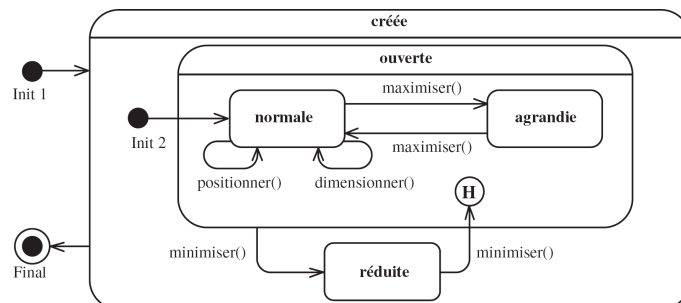 créée
ouverte
Init 1
maximiser()
normale
agrandie
Init 2
maximiser()
positionner()
dimensionner()
H
minimiser()
minimiser()
réduite
Final